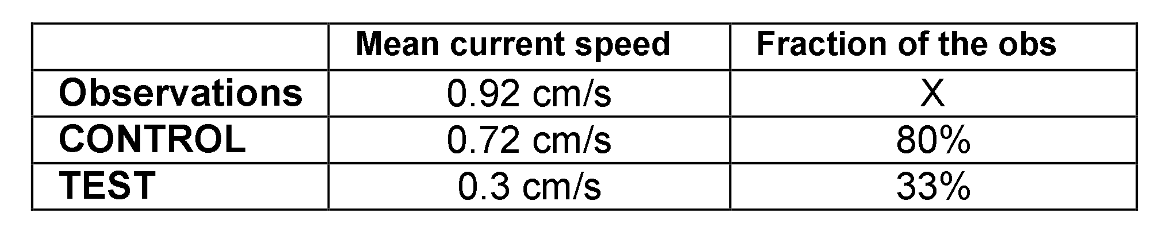 Mean current speed Fraction of the obs
Observations 0.92 cm/s X
CONTROL 0.72 cm/s 80%
TEST 0.3 cm/s 33%